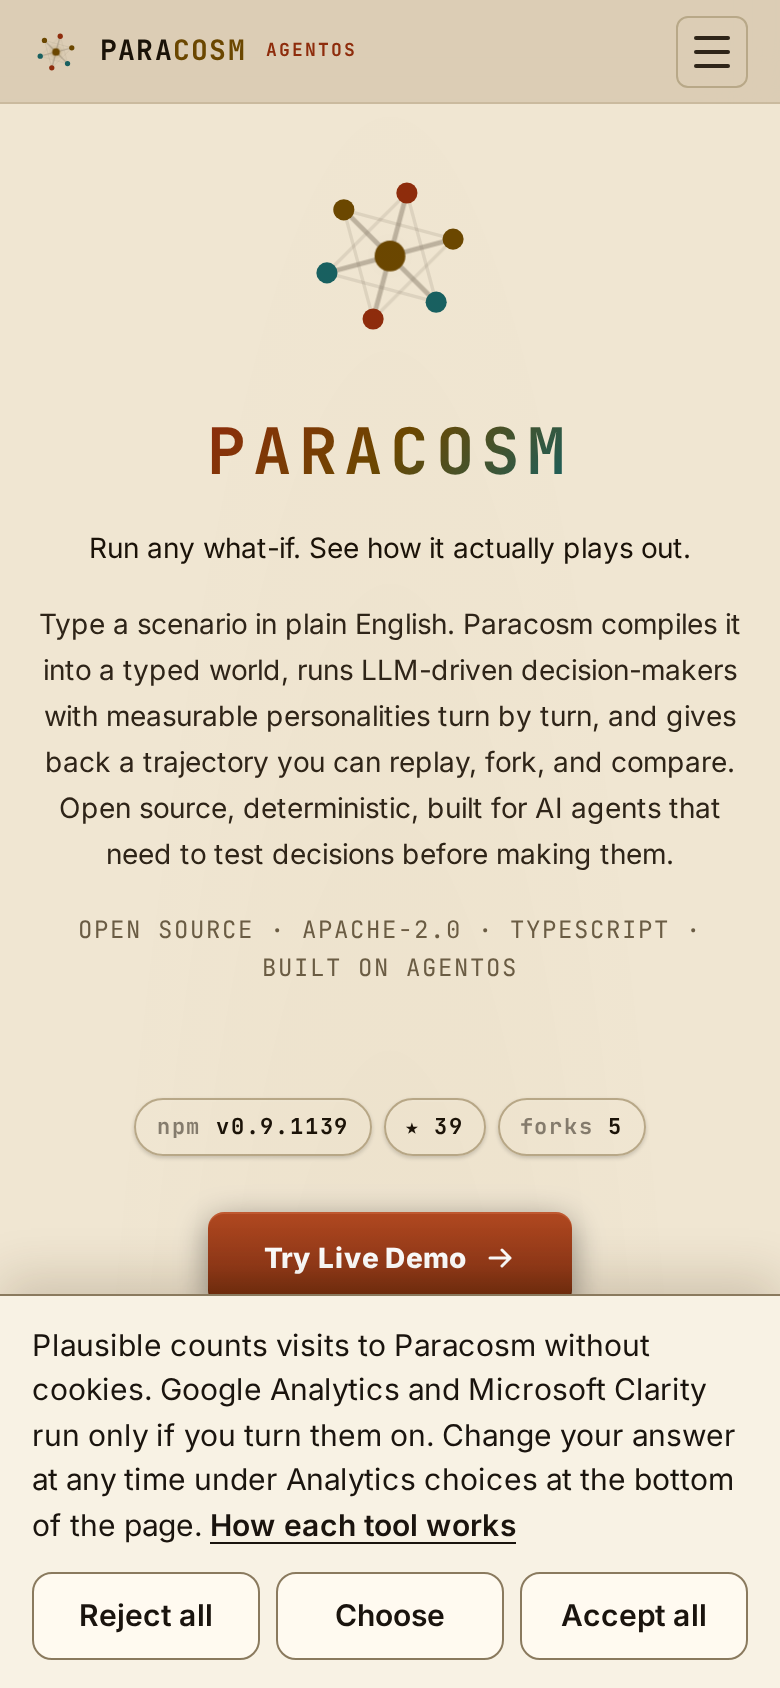 PARACOSM AGENTOS
PARACOSM
Run any what-if. See how it actually plays out.
Type a scenario in plain English. Paracosm compiles it
into a typed world, runs LLM-driven decision-makers
with measurable personalities turn by turn, and gives
back a trajectory you can replay, fork, and compare.
Open source, deterministic, built for AI agents that
need to test decisions before making them.
OPEN SOURCE · APACHE-2.0 · TYPESCRIPT ·
BUILT ON AGENTOS
npm v0.9.1139 ★ 39 forks 5
Try Live Demo →
Plausible counts visits to Paracosm without
cookies. Google Analytics and Microsoft Clarity
run only if you turn them on. Change your answer
at any time under Analytics choices at the bottom
of the page. How each tool works
Reject all Choose Accept all